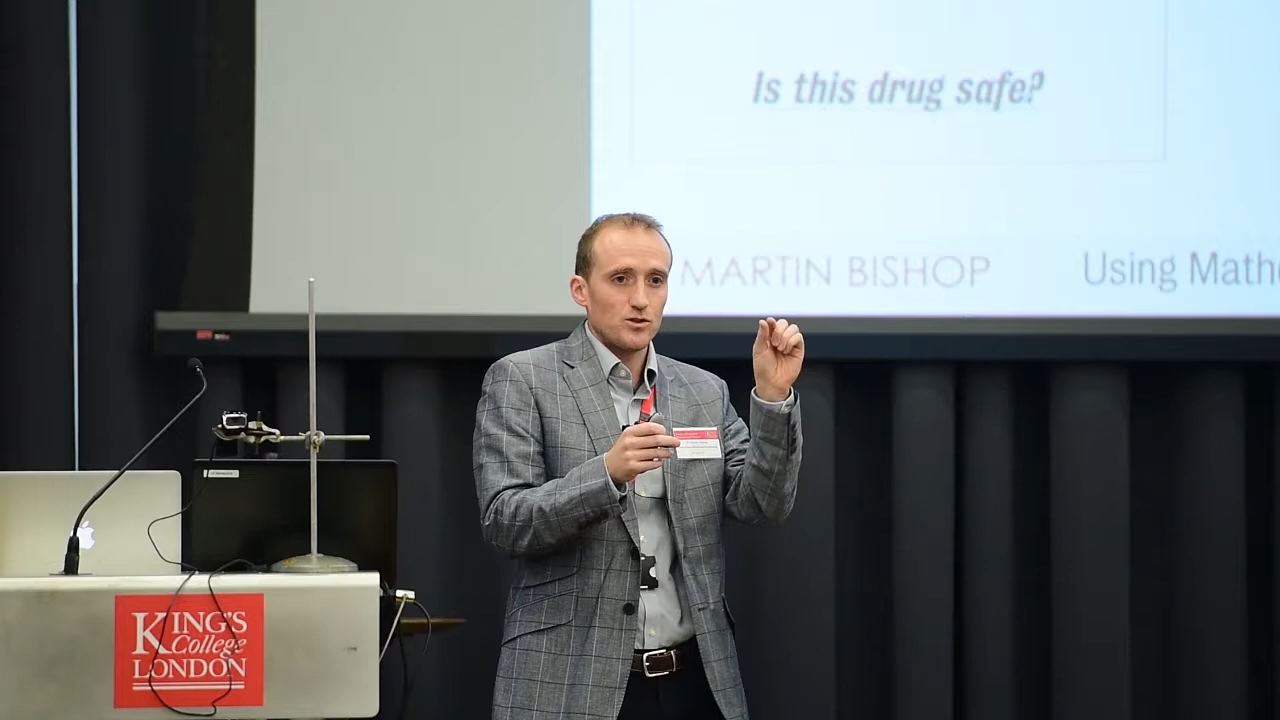 Is this drug safe?
MARTIN BISHOP
Using Mathe
KING'S
College
LONDON